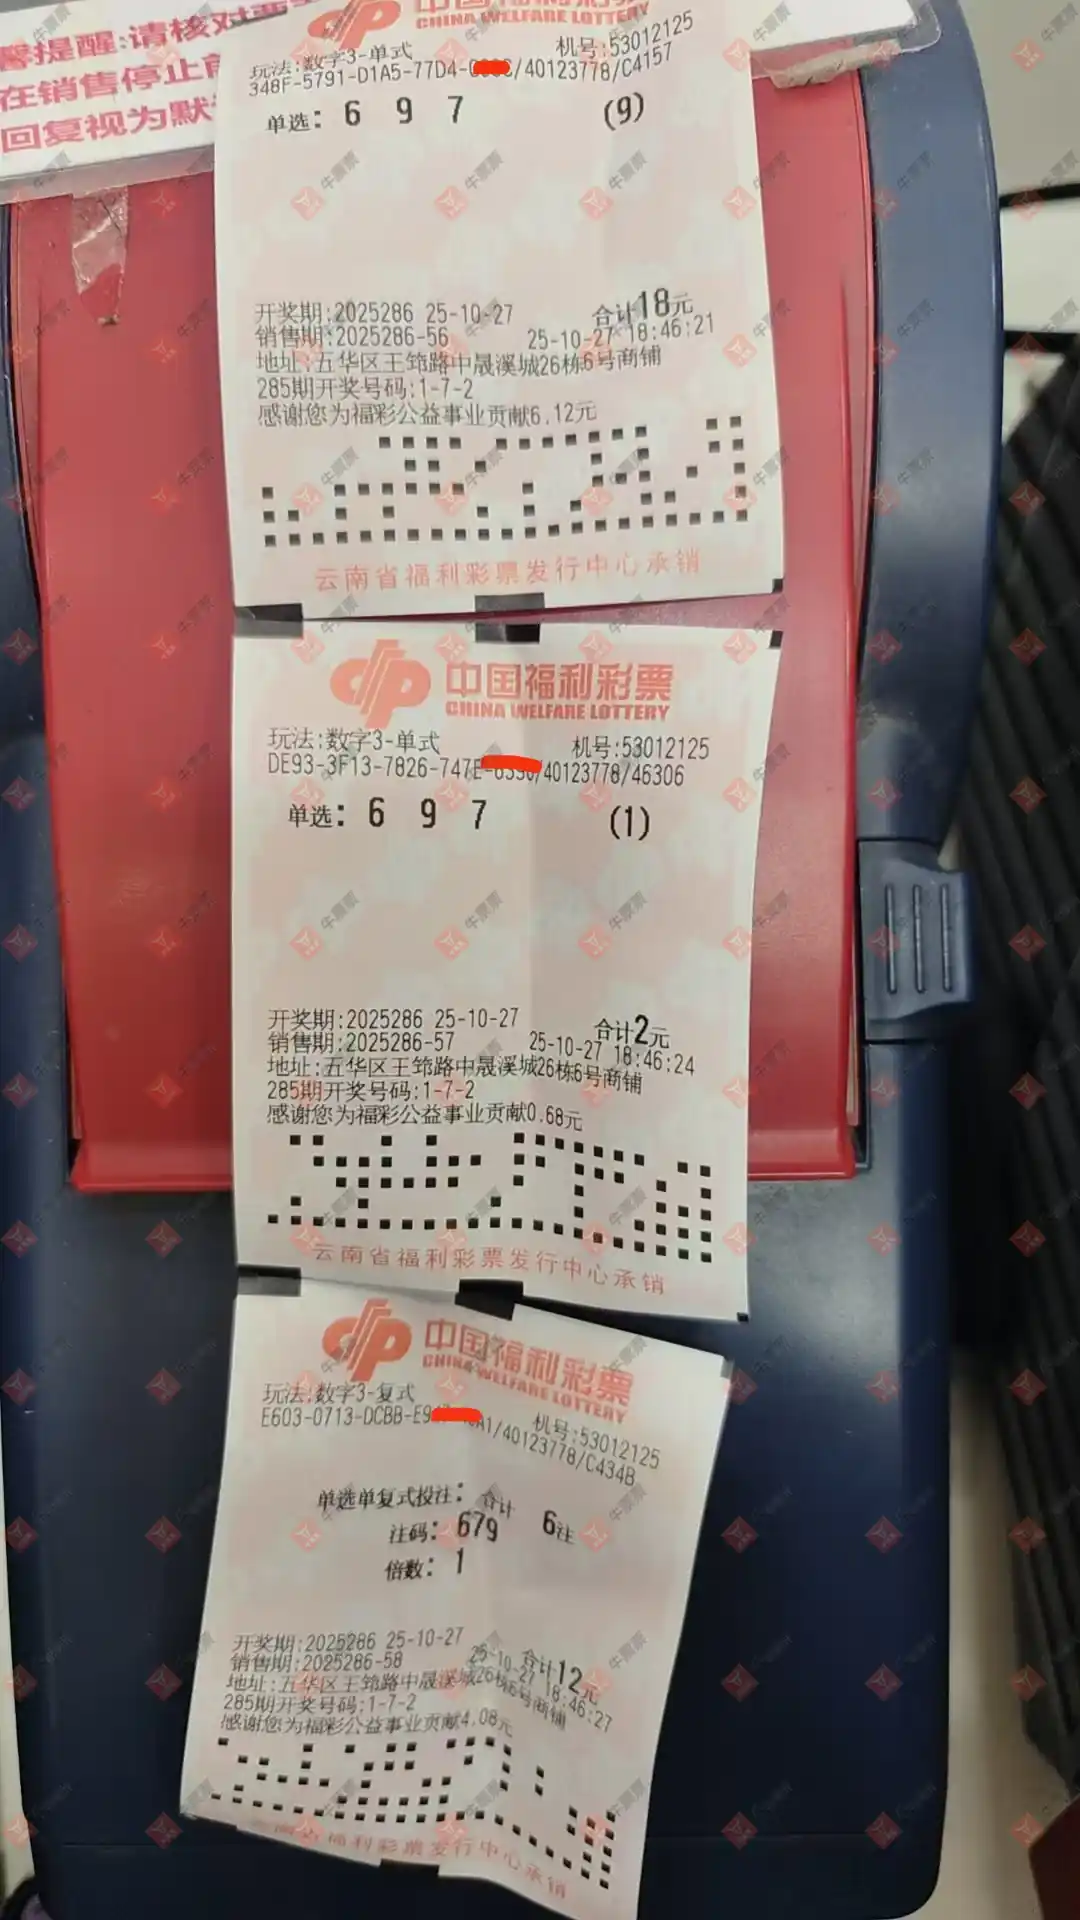 馨提醒:请核对票
在销售停止前
回复视为默
中国福利彩票
CHINA WELFARE LOTTERY
玩法:数字3-单式 机号:53012125
348F-5791-D1A5-77D4- /40123778/C4157
单选: 6 9 7 (9)
开奖期:2025286 25-10-27 合计18元
销售期:2025286-56 25-10-27 18:46:21
地址:五华区王筇路中晟溪城26栋6号商铺
285期开奖号码:1-7-2
感谢您为福彩公益事业贡献6.12元
云南省福利彩票发行中心承销
中国福利彩票
CHINA WELFARE LOTTERY
玩法:数字3-单式 机号:53012125
DE93-3F13-7826-747E- /40123778/46306
单选: 6 9 7 (1)
开奖期:2025286 25-10-27 合计2元
销售期:2025286-57 25-10-27 18:46:24
地址:五华区王筇路中晟溪城26栋6号商铺
285期开奖号码:1-7-2
感谢您为福彩公益事业贡献0.68元
云南省福利彩票发行中心承销
中国福利彩票
CHINA WELFARE LOTTERY
玩法:数字3-复式 机号:53012125
E603-0713-DCBB- /40123778/C434B
单选单复式投注: 合计 6注
注码: 679
倍数: 1
开奖期:2025286 25-10-27 合计12元
销售期:2025286-58 25-10-27 18:46:27
地址:五华区王筇路中晟溪城26栋6号商铺
285期开奖号码:1-7-2
感谢您为福彩公益事业贡献4.08元
云南省福利彩票发行中心承销
牛票票